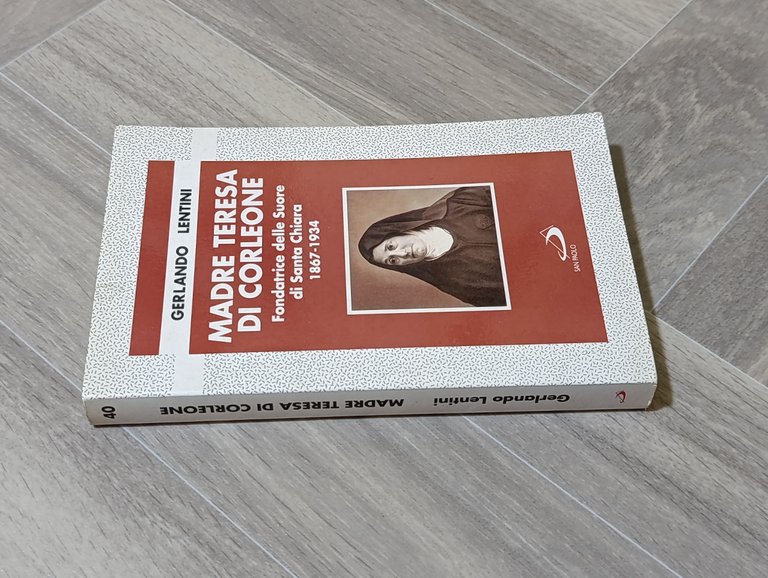 GERLANDO LENTINI
MADRE TERESA
DI CORLEONE
Fondatrice delle Suore
di Santa Chiara
1867-1934
SAN PAOLO
40
MADRE TERESA DI CORLEONE
Gerlando Lentini